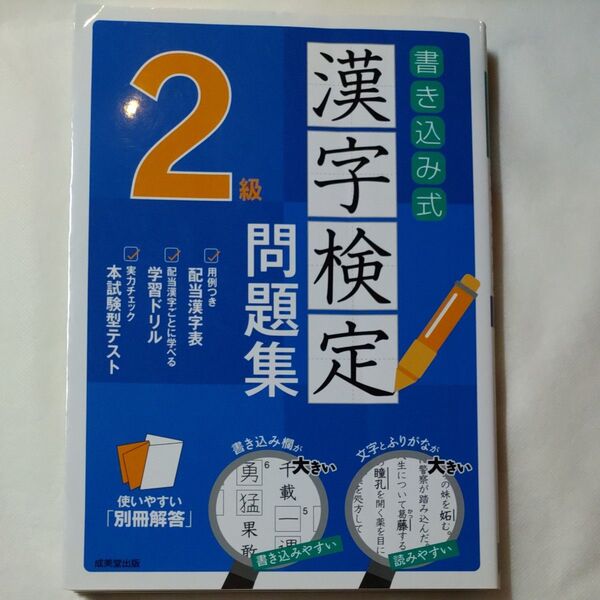 書き込み式
漢字検定
2級
問題集
用例つき
配当漢字表
配当漢字ごとに学べる
学習ドリル
実力チェック
本試験型テスト
使いやすい
「別冊解答」
書き込み欄が
大きい
千載一遇
5
6
勇猛果敢
書き込みやすい
文字とふりがなが
大きい
の妹を妬む。
警察が踏み込んだ
人生について葛藤する
かっ
瞳孔を開く薬を目に
を処方して
読みやすい
成美堂出版